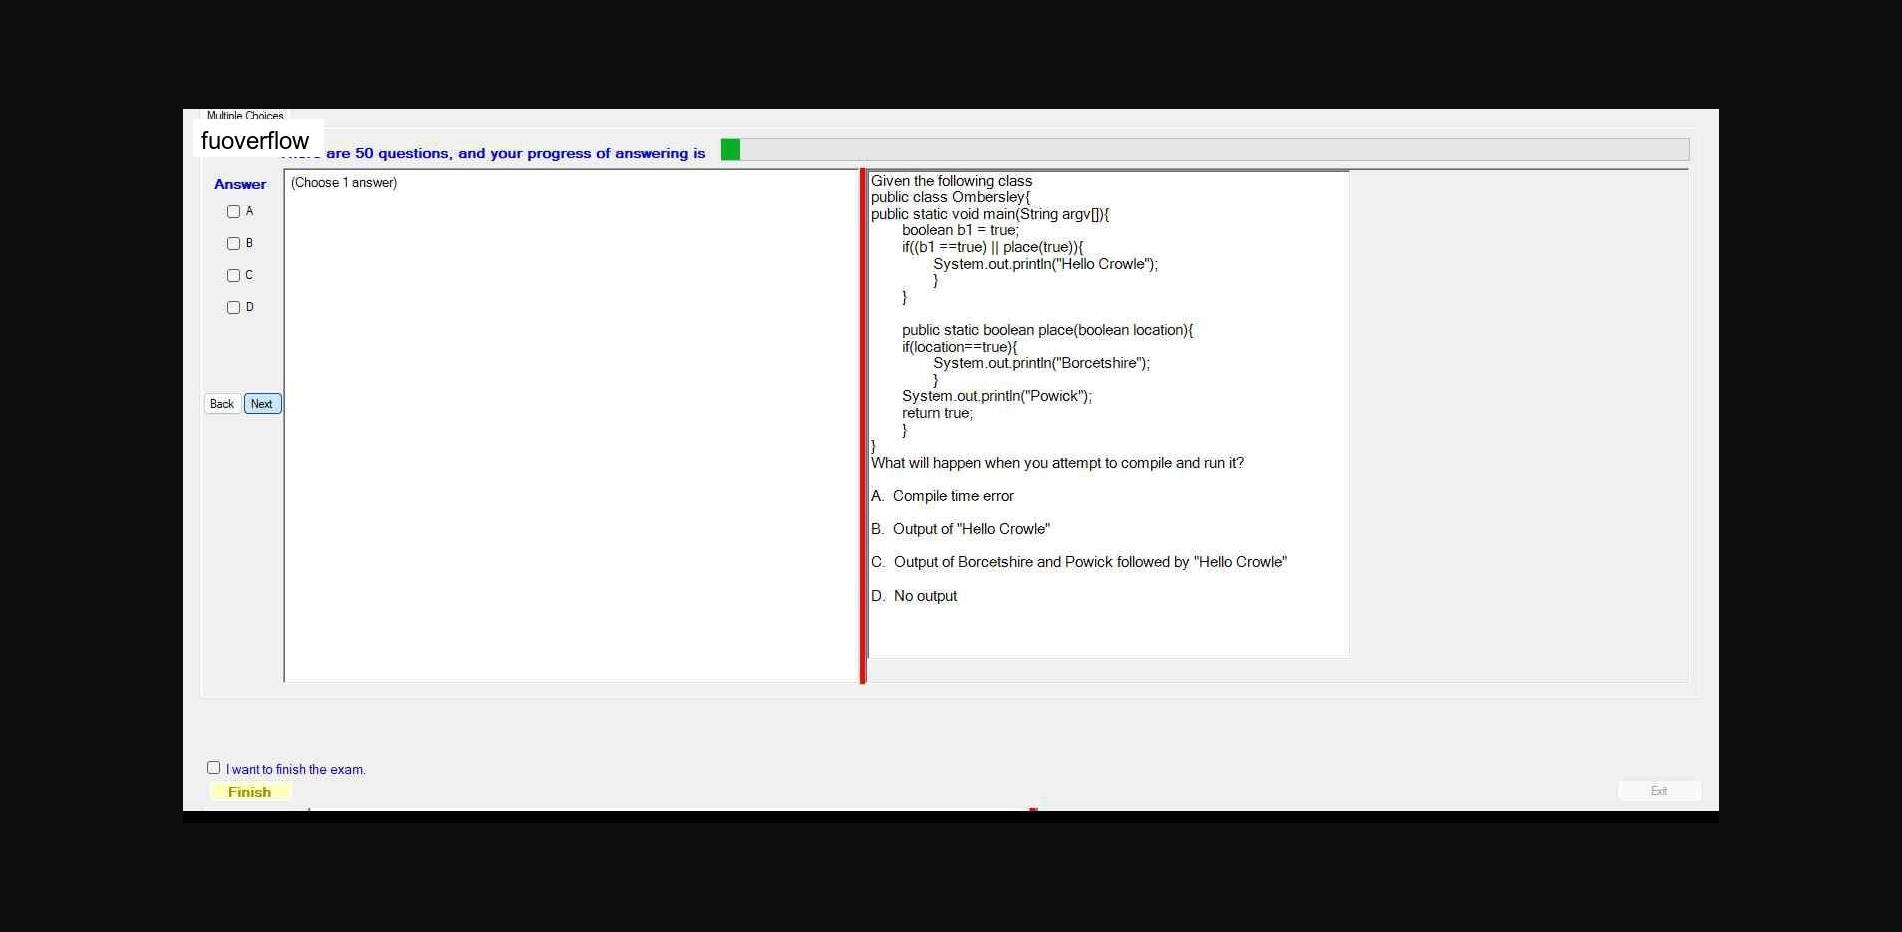 Multiple Choices
fuoverflow
are 50 questions, and your progress of answering is
Answer
(Choose 1 answer)
A
B
C
D
Back
Next
Given the following class
public class Ombersley{
public static void main(String argv[]){
boolean b1 = true;
if((b1 ==true) || place(true)){
System.out.println("Hello Crowle");
}
}
public static boolean place(boolean location){
if(location==true){
System.out.println("Borcetshire");
}
System.out.println("Powick");
return true;
}
}
What will happen when you attempt to compile and run it?
A. Compile time error
B. Output of "Hello Crowle"
C. Output of Borcetshire and Powick followed by "Hello Crowle"
D. No output
I want to finish the exam.
Finish
Exit